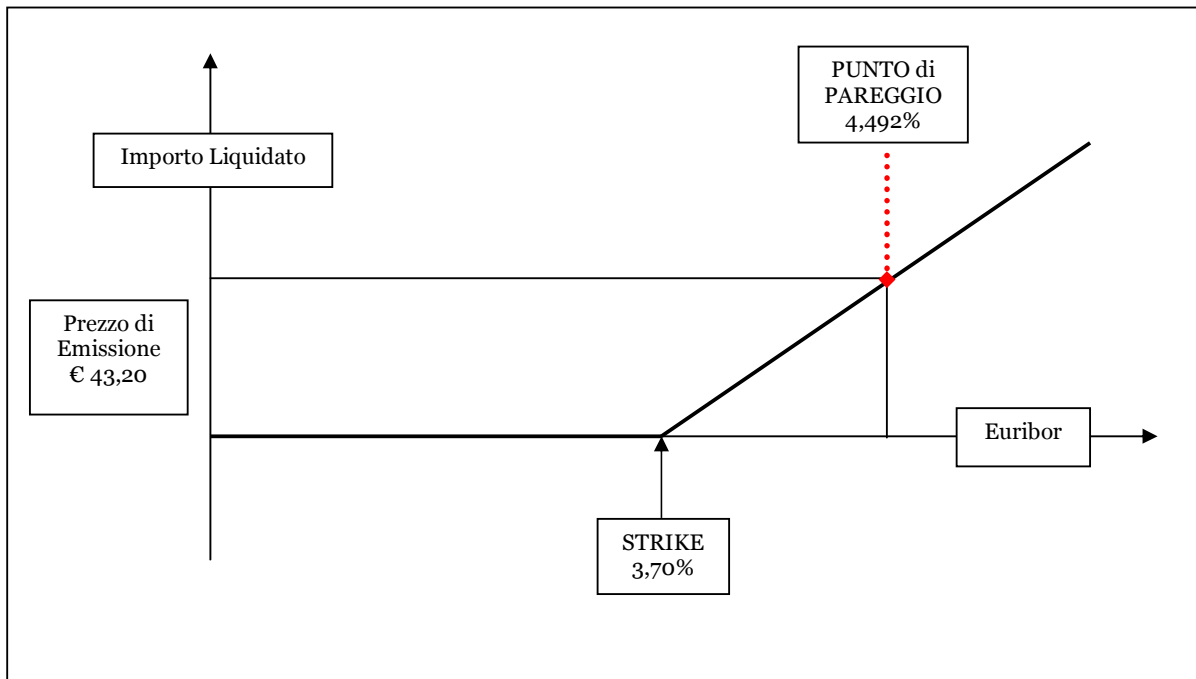 PUNTO di
PAREGGIO
4,492%
Importo Liquidato
Prezzo di
Emissione
€ 43,20
Euribor
STRIKE
3,70%